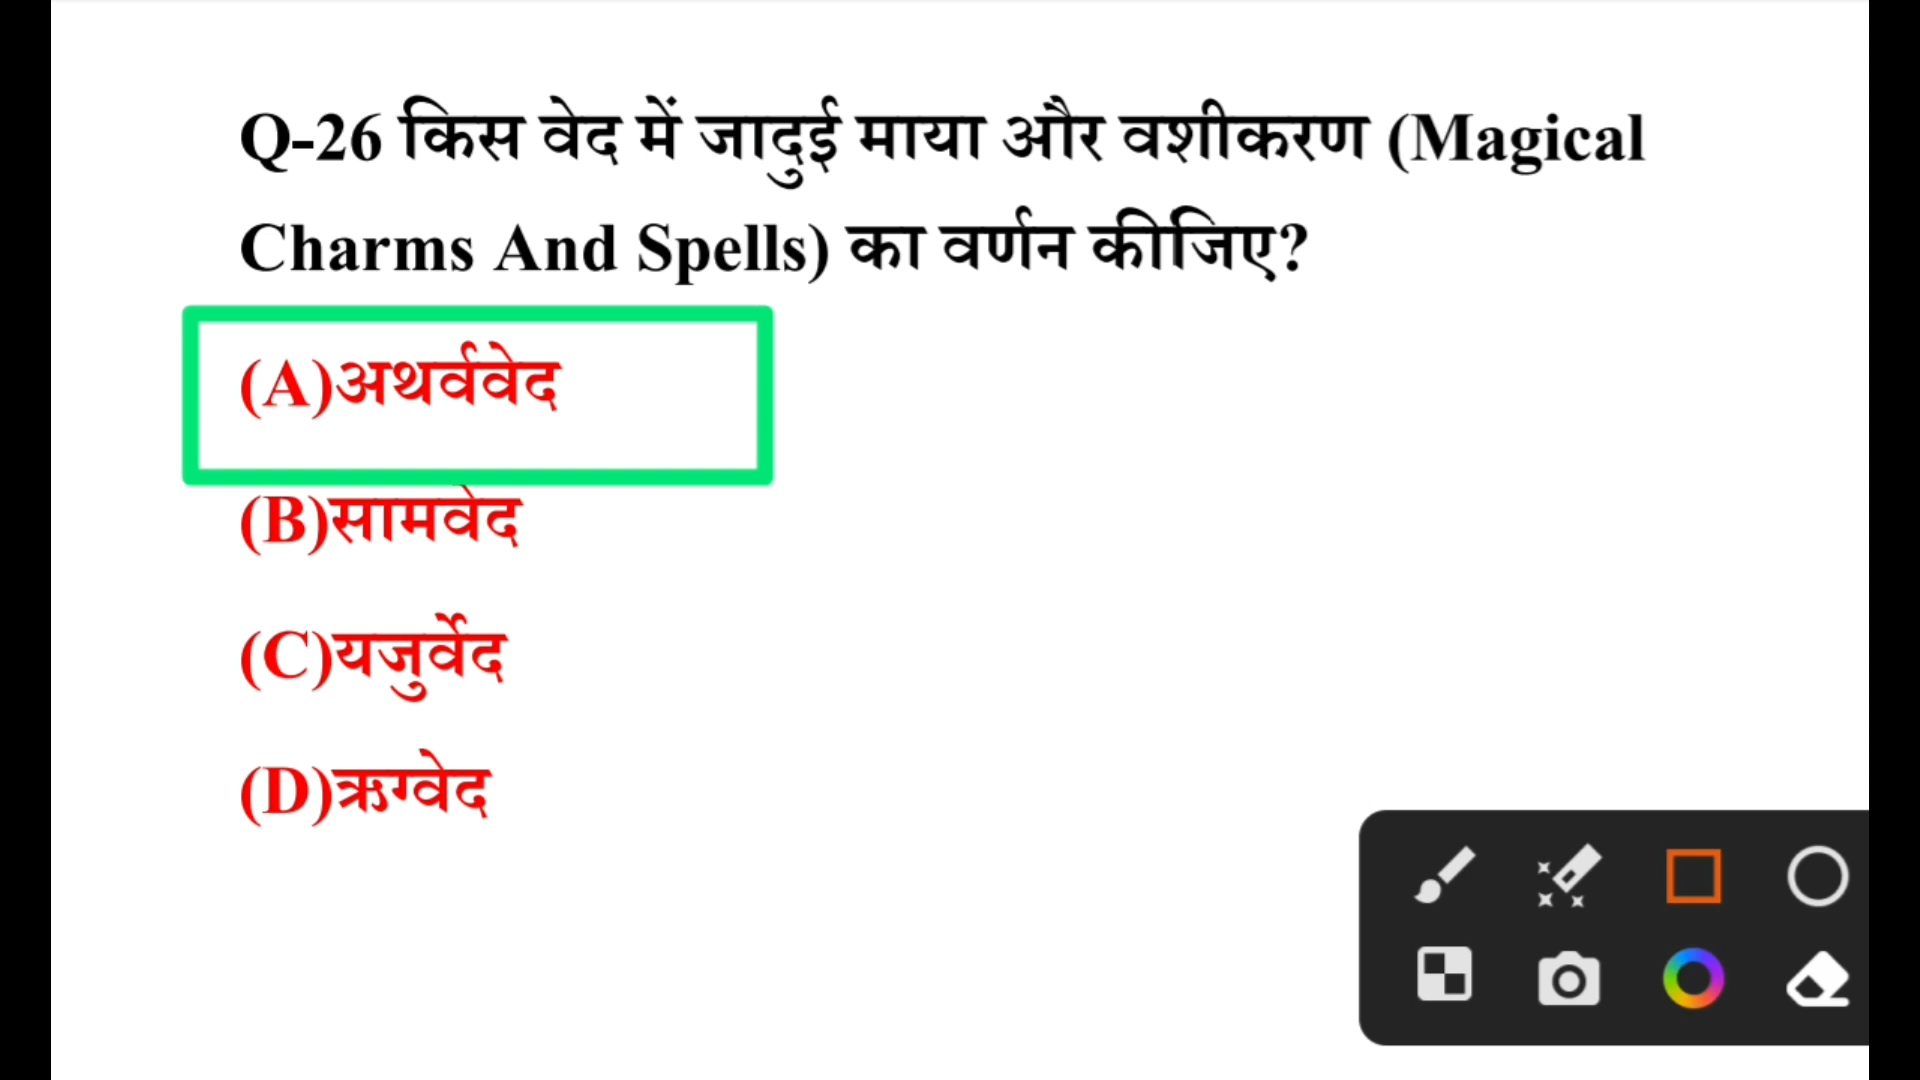 Q-26 किस वेद में जादुई माया और वशीकरण (Magical
Charms And Spells) का वर्णन कीजिए?
(A)अथर्ववेद
(B)सामवेद
(C)यजुर्वेद
(D)ऋग्वेद